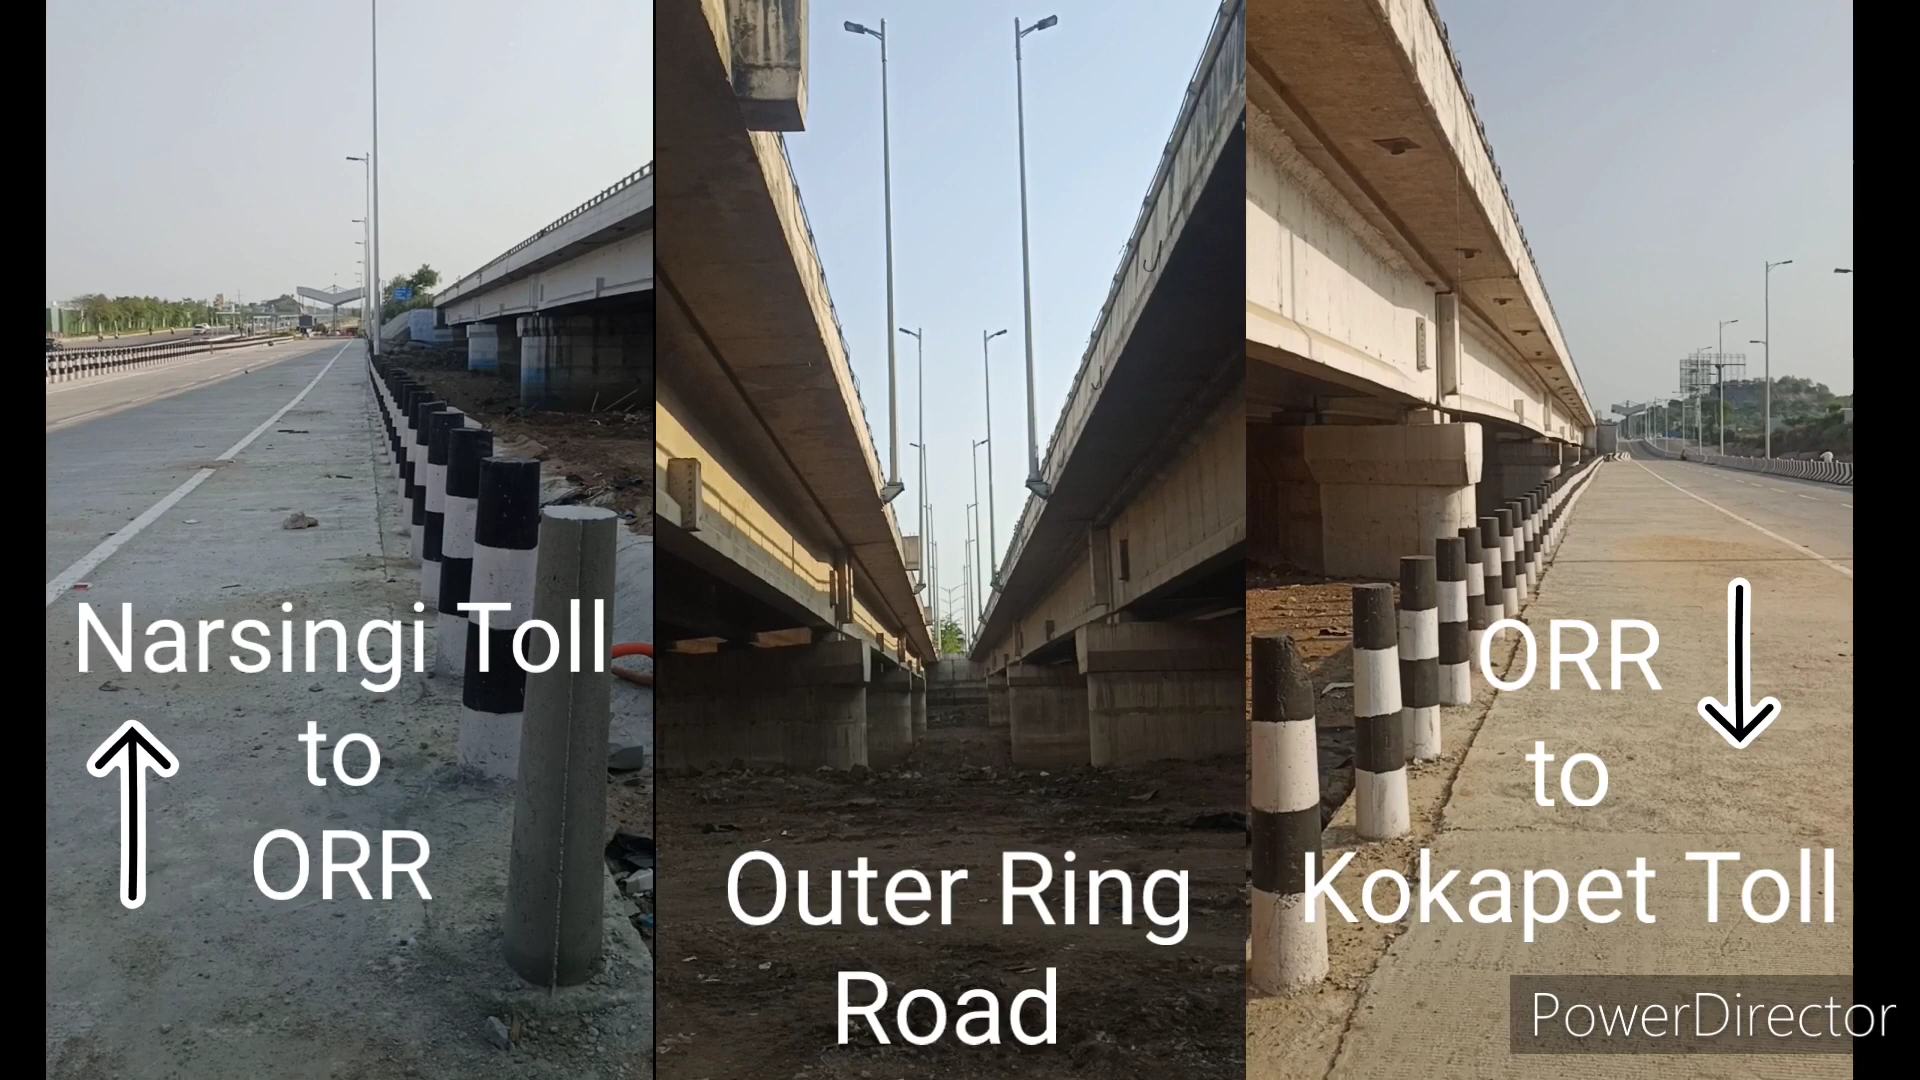 Narsingi Toll
to
ORR
Outer Ring
Road
ORR
to
Kokapet Toll
PowerDirector